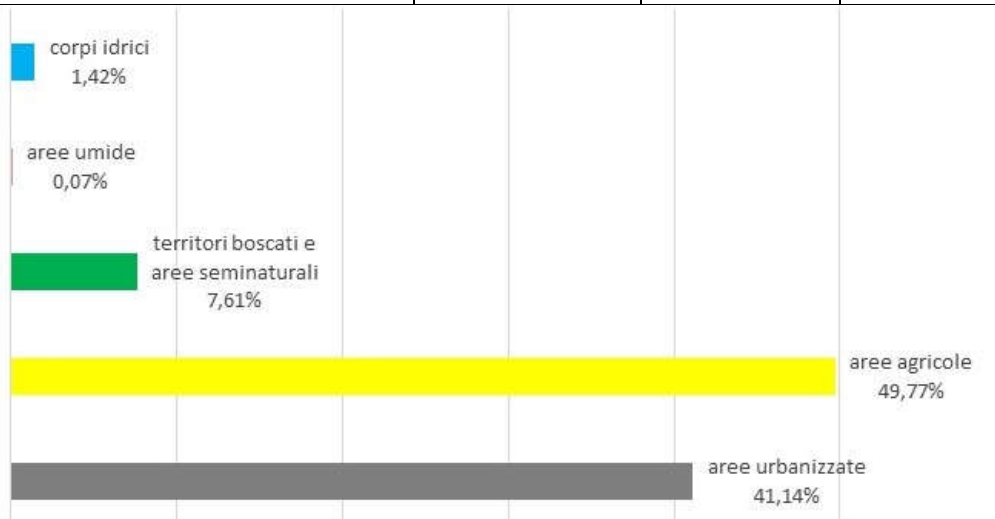 corpi idrici
1,42%
aree umide
0,07%
territori boscati e
aree seminaturali
7,61%
aree agricole
49,77%
aree urbanizzate
41,14%